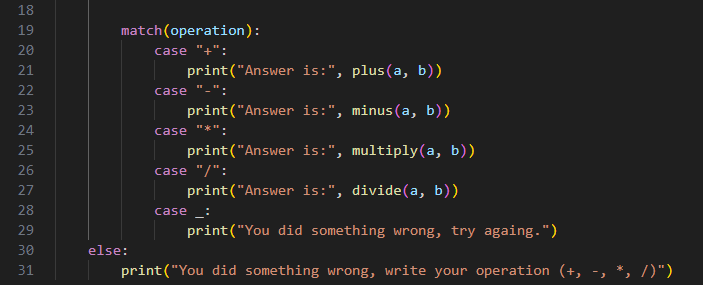 18
19 match(operation):
20 case "+":
21 print("Answer is:", plus(a, b))
22 case "-":
23 print("Answer is:", minus(a, b))
24 case "*":
25 print("Answer is:", multiply(a, b))
26 case "/":
27 print("Answer is:", divide(a, b))
28 case _:
29 print("You did something wrong, try againg.")
30 else:
31 print("You did something wrong, write your operation (+, -, *, /)")